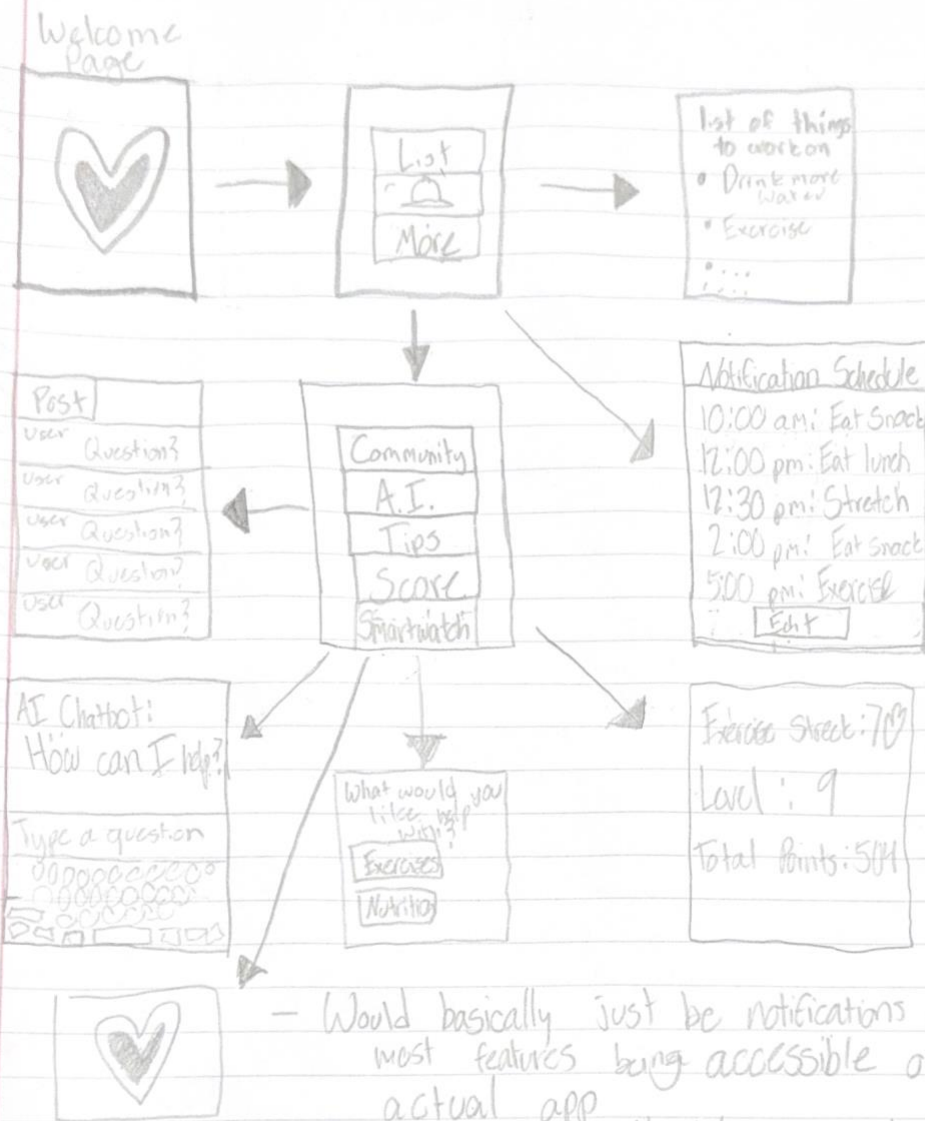 Welcome
Page
List
More
list of things
to work on
• Drink more
water
• Exercise
• ...
Post
User
Question?
User
Question?
User
Question?
User
Question?
User
Question?
Community
A.I.
Tips
Score
Smartwatch
Notification Schedule
10:00 am: Eat Snack
12:00 pm: Eat lunch
12:30 pm: Stretch
2:00 pm: Eat snack
5:00 pm: Exercise
Edit
AI Chatbot:
How can I help?
Type a question
What would you
like help
with?
Exercises
Nutrition
Exercise Streek:
Level: 9
Total Points: 504
– Would basically just be notifications
most features being accessible
actual app